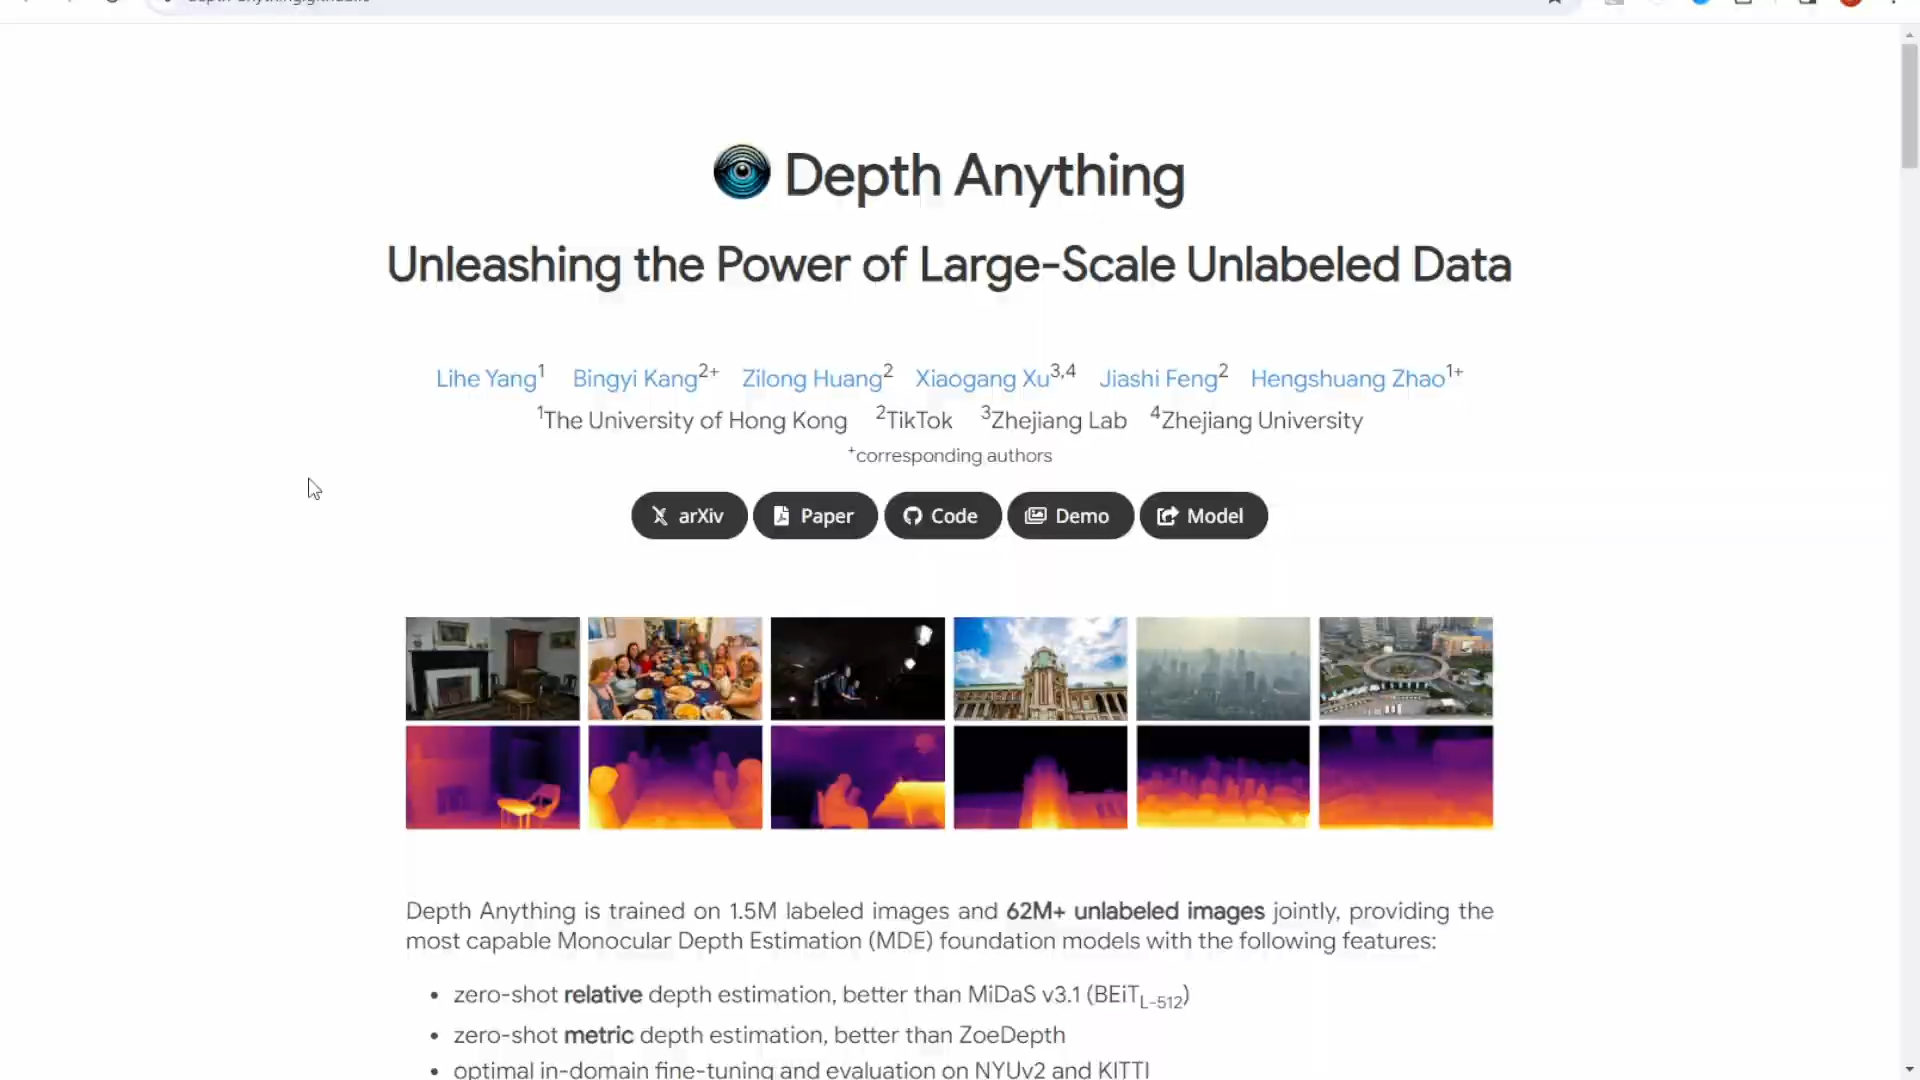 Depth Anything
Unleashing the Power of Large-Scale Unlabeled Data
Lihe Yang1 Bingyi Kang2+ Zilong Huang2 Xiaogang Xu3,4 Jiashi Feng2 Hengshuang Zhao1+
1The University of Hong Kong 2TikTok 3Zhejiang Lab 4Zhejiang University
+corresponding authors
arXiv Paper Code Demo Model
Depth Anything is trained on 1.5M labeled images and 62M+ unlabeled images jointly, providing the
most capable Monocular Depth Estimation (MDE) foundation models with the following features:
• zero-shot relative depth estimation, better than MiDaS v3.1 (BEiTL-512)
• zero-shot metric depth estimation, better than ZoeDepth
• optimal in-domain fine-tuning and evaluation on NYUv2 and KITTI